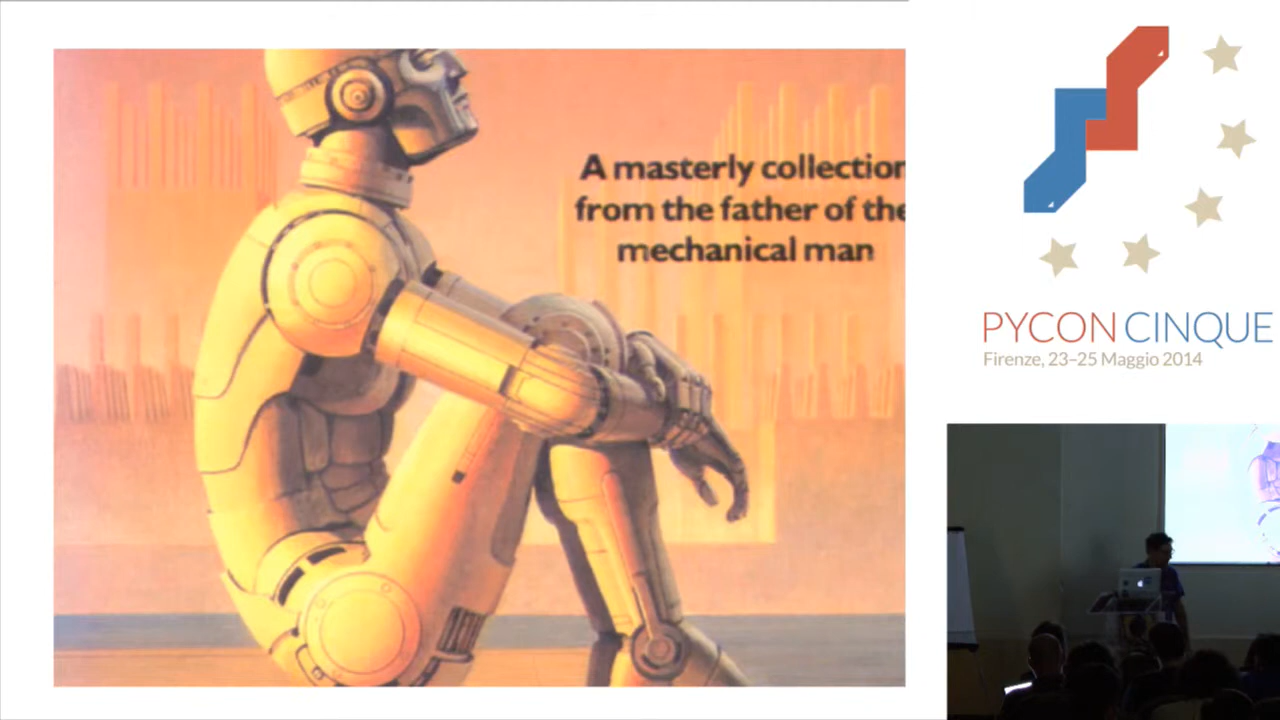 A masterly collection
from the father of the
mechanical man
PYCON CINQUE
Firenze, 23–25 Maggio 2014